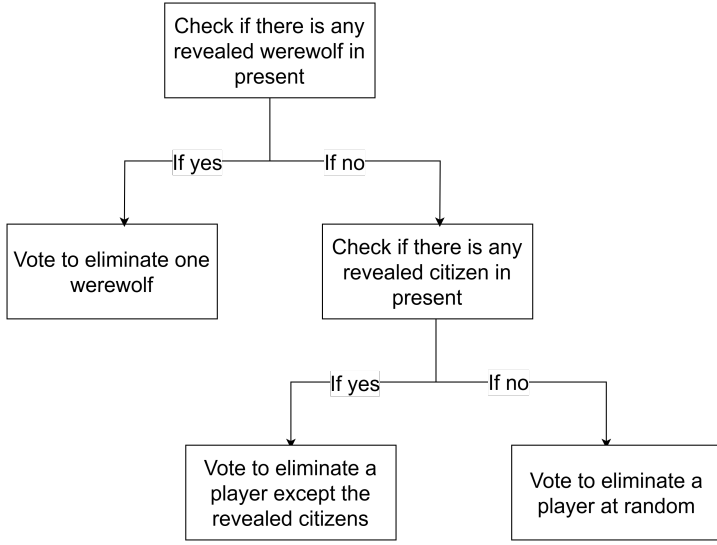 Check if there is any
revealed werewolf in
present
If yes
If no
Vote to eliminate one
werewolf
Check if there is any
revealed citizen in
present
If yes
If no
Vote to eliminate a
player except the
revealed citizens
Vote to eliminate a
player at random